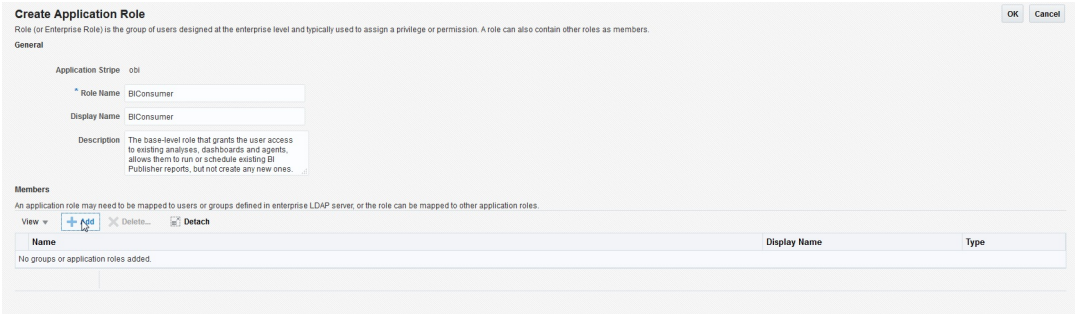 Create Application Role
OK Cancel
Role (or Enterprise Role) is the group of users designed at the enterprise level and typically used to assign a privilege or permission. A role can also contain other roles as members.
General
Application Stripe obi
* Role Name BIConsumer
Display Name BIConsumer
Description The base-level role that grants the user access
to existing analyses, dashboards and agents,
allows them to run or schedule existing BI
Publisher reports, but not create any new ones.
Members
An application role may need to be mapped to users or groups defined in enterprise LDAP server, or the role can be mapped to other application roles.
View Add Delete... Detach
Name Display Name Type
No groups or application roles added.